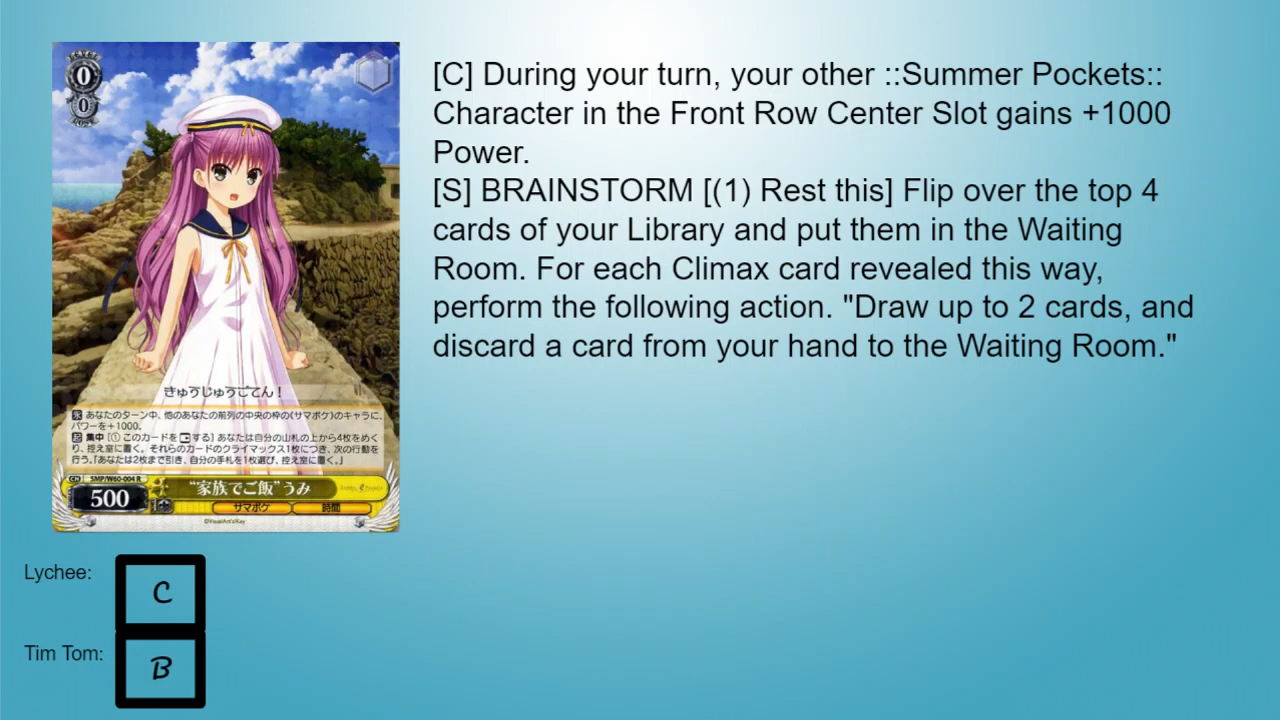 [C] During your turn, your other ::Summer Pockets::
Character in the Front Row Center Slot gains +1000
Power.
[S] BRAINSTORM [(1) Rest this] Flip over the top 4
cards of your Library and put them in the Waiting
Room. For each Climax card revealed this way,
perform the following action. "Draw up to 2 cards, and
discard a card from your hand to the Waiting Room."
0
0
きゅうじゅうごてん!
永 あなたのターン中、他のあなたの前列の中央の枠の《サマポケ》のキャラに、
パワーを+1000。
起 集中 [① このカードを する] あなたは自分の山札の上から4枚をめく
り、控え室に置く。それらのカードのクライマックス1枚につき、次の行動を
行う。「あなたは2枚まで引き、自分の手札を1枚選び、控え室に置く。」
CH SMP/W60-004 R
500
1
"家族でご飯"うみ
サマポケ
時間
©VisualArt's/Key
Lychee:
C
Tim Tom:
B